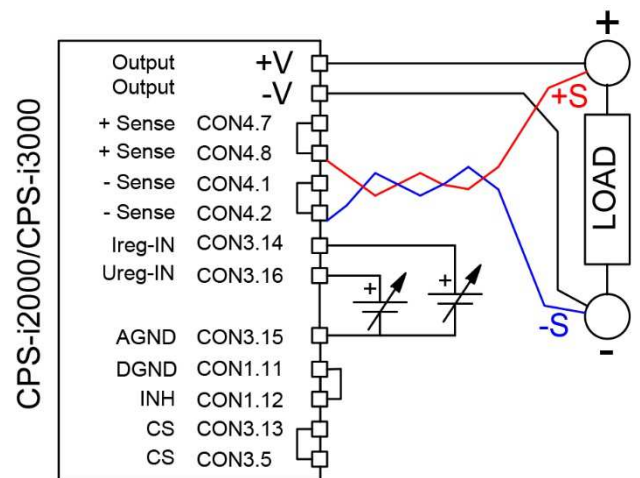 CPS-i2000/CPS-i3000
Output +V
Output -V
+ Sense CON4.7
+ Sense CON4.8
- Sense CON4.1
- Sense CON4.2
Ireg-IN CON3.14
Ureg-IN CON3.16
AGND CON3.15
DGND CON1.11
INH CON1.12
CS CON3.13
CS CON3.5
+
+
+
+S
LOAD
-S
-